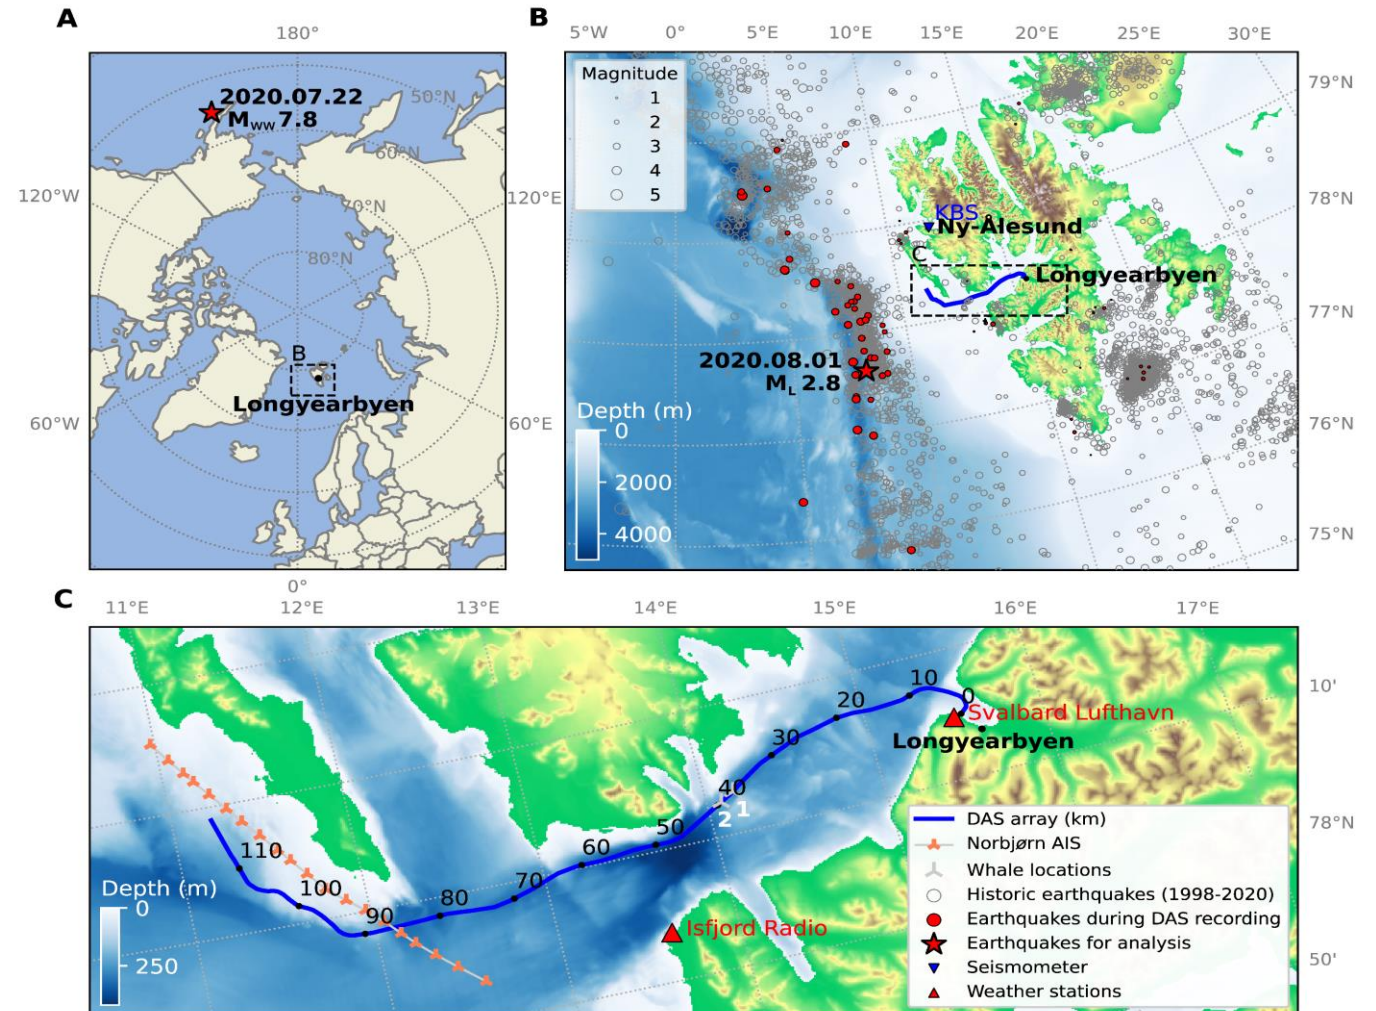 A
180°
2020.07.22
Mww 7.8
50°N
60°N
70°N
80°N
120°W
120°E
60°W
60°E
0°
B
Longyearbyen
B
5°W 0° 5°E 10°E 15°E 20°E 25°E 30°E
79°N
78°N
77°N
76°N
75°N
Magnitude
1
2
3
4
5
KBS
Ny-Ålesund
C
Longyearbyen
2020.08.01
ML 2.8
Depth (m)
0
2000
4000
C
11°E 12°E 13°E 14°E 15°E 16°E 17°E
10'
78°N
50'
0
10
20
30
40
1
2
50
60
70
80
90
100
110
Svalbard Lufthavn
Longyearbyen
Isfjord Radio
Depth (m)
0
250
DAS array (km)
Norbjørn AIS
Whale locations
Historic earthquakes (1998-2020)
Earthquakes during DAS recording
Earthquakes for analysis
Seismometer
Weather stations